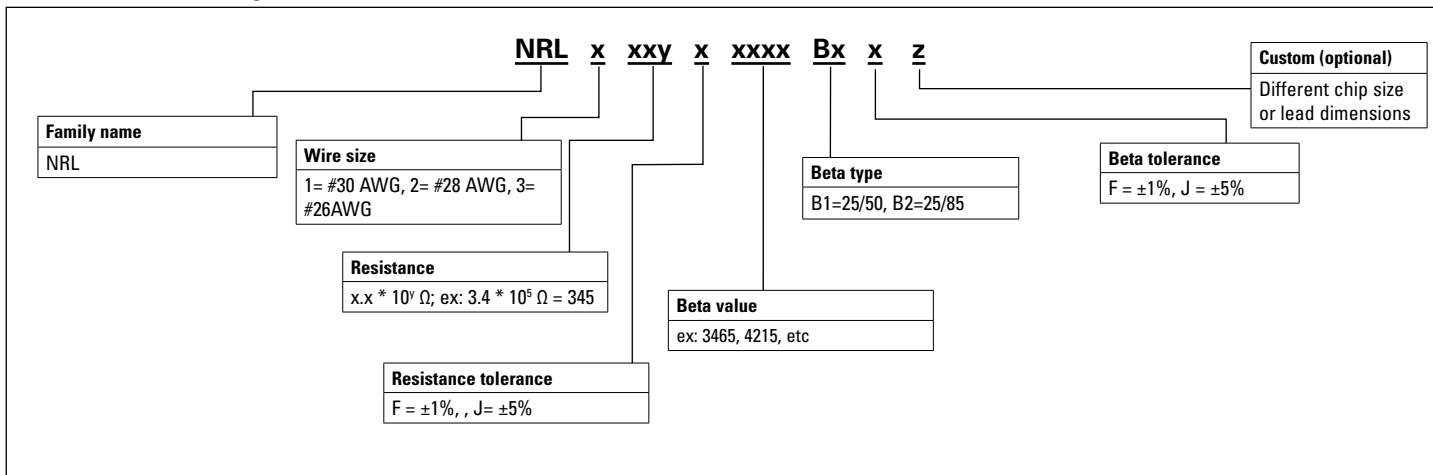 NRL x xxy x xxxx Bx x z
Custom (optional)
Different chip size
or lead dimensions
Family name
NRL
Wire size
1= #30 AWG, 2= #28 AWG, 3=
#26AWG
Beta type
B1=25/50, B2=25/85
Beta tolerance
F = ±1%, J = ±5%
Resistance
x.x * 10ʸ Ω; ex: 3.4 * 10⁵ Ω = 345
Beta value
ex: 3465, 4215, etc
Resistance tolerance
F = ±1%, , J= ±5%